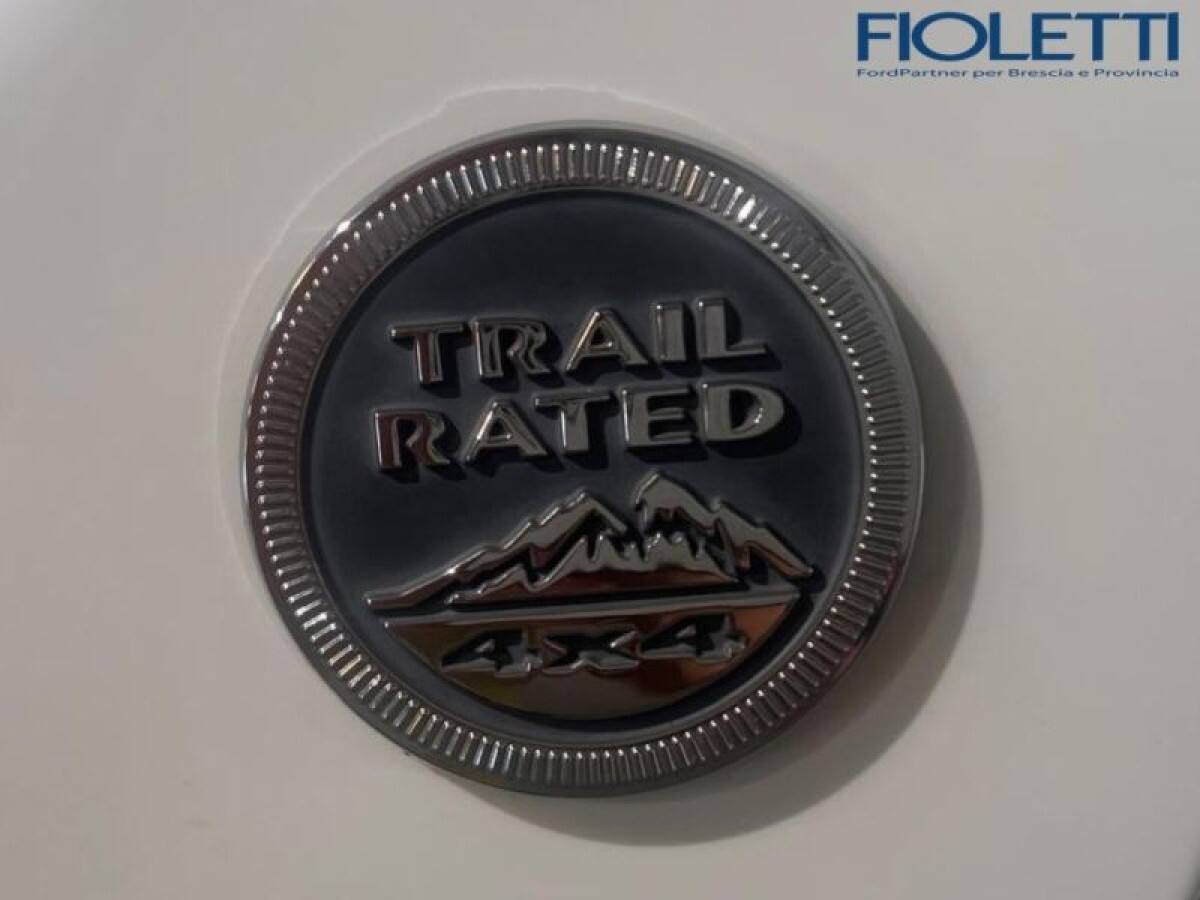 FIOLETTI
FordPartner per Brescia e Provincia
TRAIL
RATED
4x4